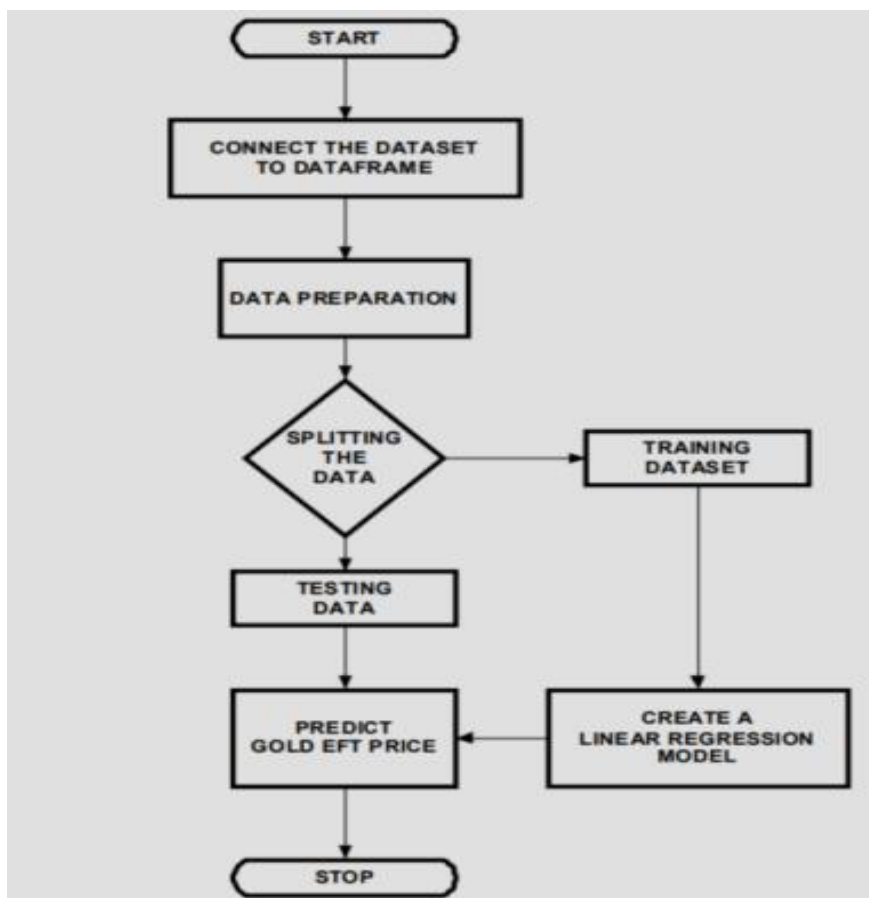 START
CONNECT THE DATASET
TO DATAFRAME
DATA PREPARATION
SPLITTING
THE
DATA
TRAINING
DATASET
TESTING
DATA
PREDICT
GOLD EFT PRICE
CREATE A
LINEAR REGRESSION
MODEL
STOP